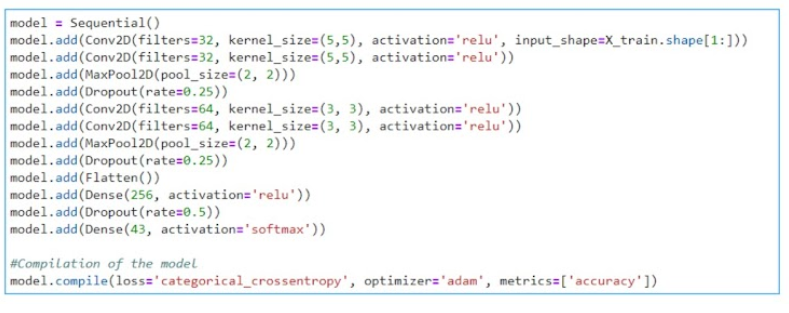 model = Sequential()
model.add(Conv2D(filters=32, kernel_size=(5,5), activation='relu', input_shape=X_train.shape[1:]))
model.add(Conv2D(filters=32, kernel_size=(5,5), activation='relu'))
model.add(MaxPool2D(pool_size=(2, 2)))
model.add(Dropout(rate=0.25))
model.add(Conv2D(filters=64, kernel_size=(3, 3), activation='relu'))
model.add(Conv2D(filters=64, kernel_size=(3, 3), activation='relu'))
model.add(MaxPool2D(pool_size=(2, 2)))
model.add(Dropout(rate=0.25))
model.add(Flatten())
model.add(Dense(256, activation='relu'))
model.add(Dropout(rate=0.5))
model.add(Dense(43, activation='softmax'))
#Compilation of the model
model.compile(loss='categorical_crossentropy', optimizer='adam', metrics=['accuracy'])